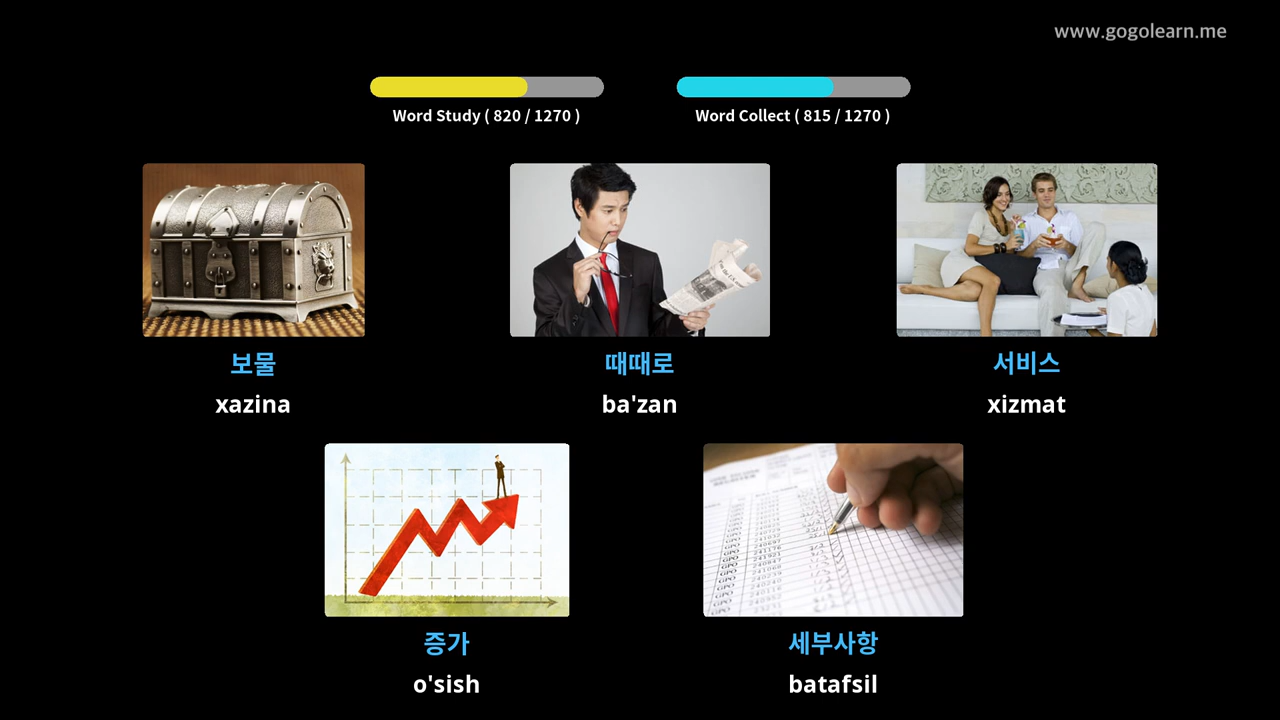 www.gogolearn.me
Word Study ( 820 / 1270 )
Word Collect ( 815 / 1270 )
보물
때때로
서비스
xazina
ba'zan
xizmat
증가
세부사항
o'sish
batafsil